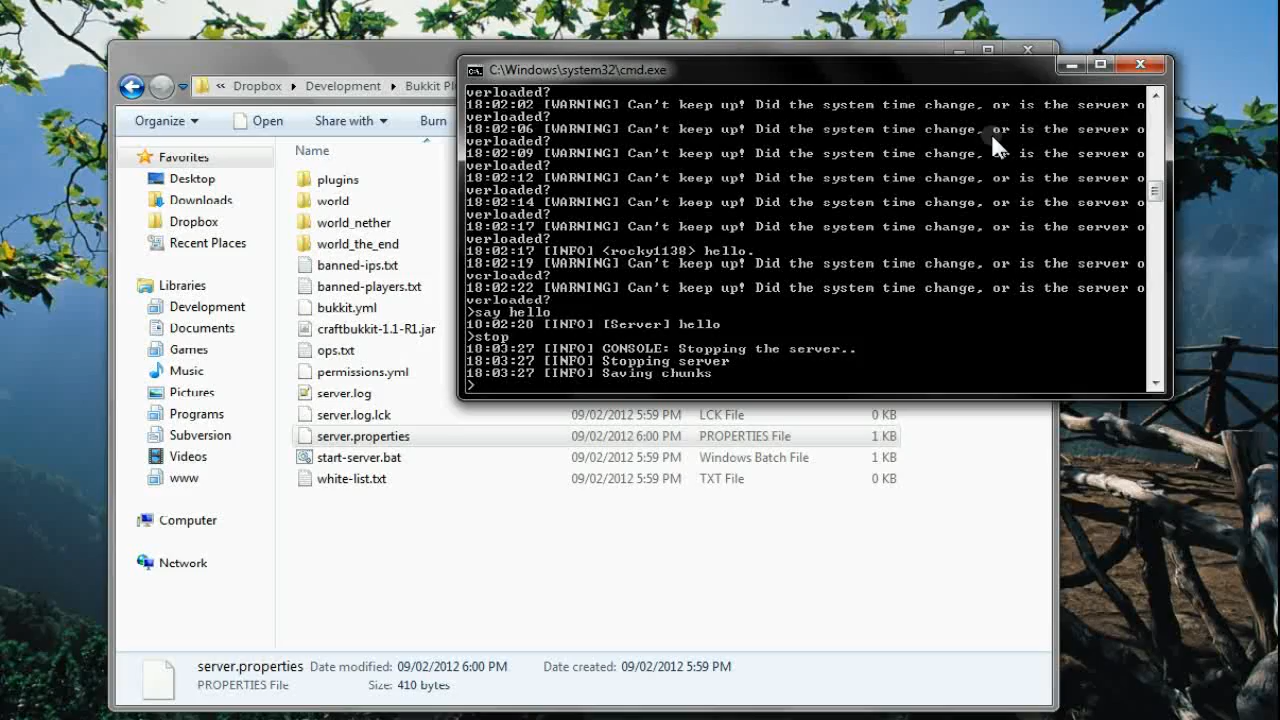 C:\Windows\system32\cmd.exe
verloaded?
18:02:02 [WARNING] Can't keep up! Did the system time change, or is the server o
verloaded?
18:02:06 [WARNING] Can't keep up! Did the system time change, or is the server o
verloaded?
18:02:09 [WARNING] Can't keep up! Did the system time change, or is the server o
verloaded?
18:02:12 [WARNING] Can't keep up! Did the system time change, or is the server o
verloaded?
18:02:14 [WARNING] Can't keep up! Did the system time change, or is the server o
verloaded?
18:02:17 [WARNING] Can't keep up! Did the system time change, or is the server o
verloaded?
18:02:17 [INFO] <rocky1138> hello.
18:02:19 [WARNING] Can't keep up! Did the system time change, or is the server o
verloaded?
18:02:22 [WARNING] Can't keep up! Did the system time change, or is the server o
verloaded?
>say hello
18:02:28 [INFO] [Server] hello
>stop
18:03:27 [INFO] CONSOLE: Stopping the server..
18:03:27 [INFO] Stopping server
18:03:27 [INFO] Saving chunks
>
« Dropbox Development Bukkit Pl
Organize Open Share with Burn
Favorites
Desktop
Downloads
Dropbox
Recent Places
Libraries
Development
Documents
Games
Music
Pictures
Programs
Subversion
Videos
www
Computer
Network
Name
plugins
world
world_nether
world_the_end
banned-ips.txt
banned-players.txt
bukkit.yml
craftbukkit-1.1-R1.jar
ops.txt
permissions.yml
server.log
server.log.lck 09/02/2012 5:59 PM LCK File 0 KB
server.properties 09/02/2012 6:00 PM PROPERTIES File 1 KB
start-server.bat 09/02/2012 5:59 PM Windows Batch File 1 KB
white-list.txt 09/02/2012 5:59 PM TXT File 0 KB
server.properties Date modified: 09/02/2012 6:00 PM Date created: 09/02/2012 5:59 PM
PROPERTIES File Size: 410 bytes